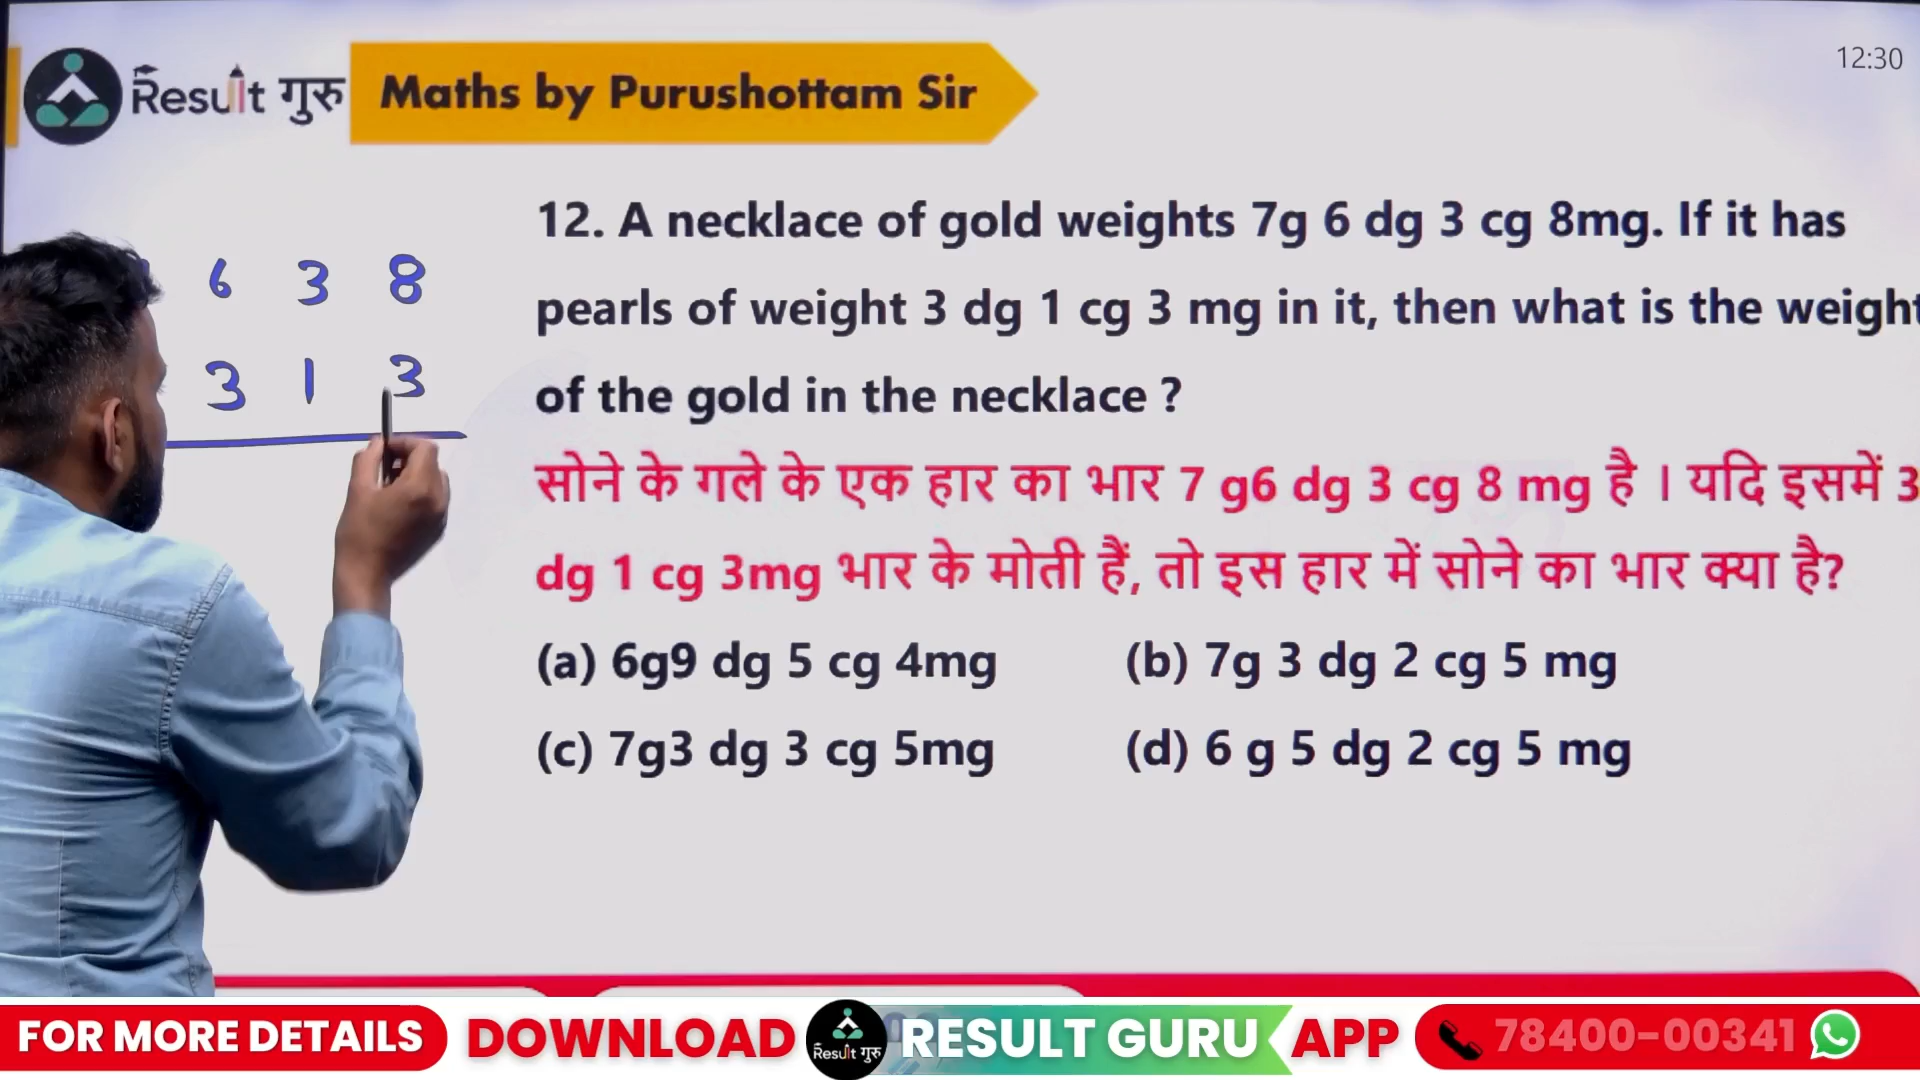 12:30
Result गुरु
Maths by Purushottam Sir
12. A necklace of gold weights 7g 6 dg 3 cg 8mg. If it has
pearls of weight 3 dg 1 cg 3 mg in it, then what is the weight
of the gold in the necklace ?
सोने के गले के एक हार का भार 7 g6 dg 3 cg 8 mg है । यदि इसमें 3
dg 1 cg 3mg भार के मोती हैं, तो इस हार में सोने का भार क्या है?
(a) 6g9 dg 5 cg 4mg (b) 7g 3 dg 2 cg 5 mg
(c) 7g3 dg 3 cg 5mg (d) 6 g 5 dg 2 cg 5 mg
6 3 8
3 1 3
FOR MORE DETAILS DOWNLOAD Result गुरु RESULT GURU APP 78400-00341